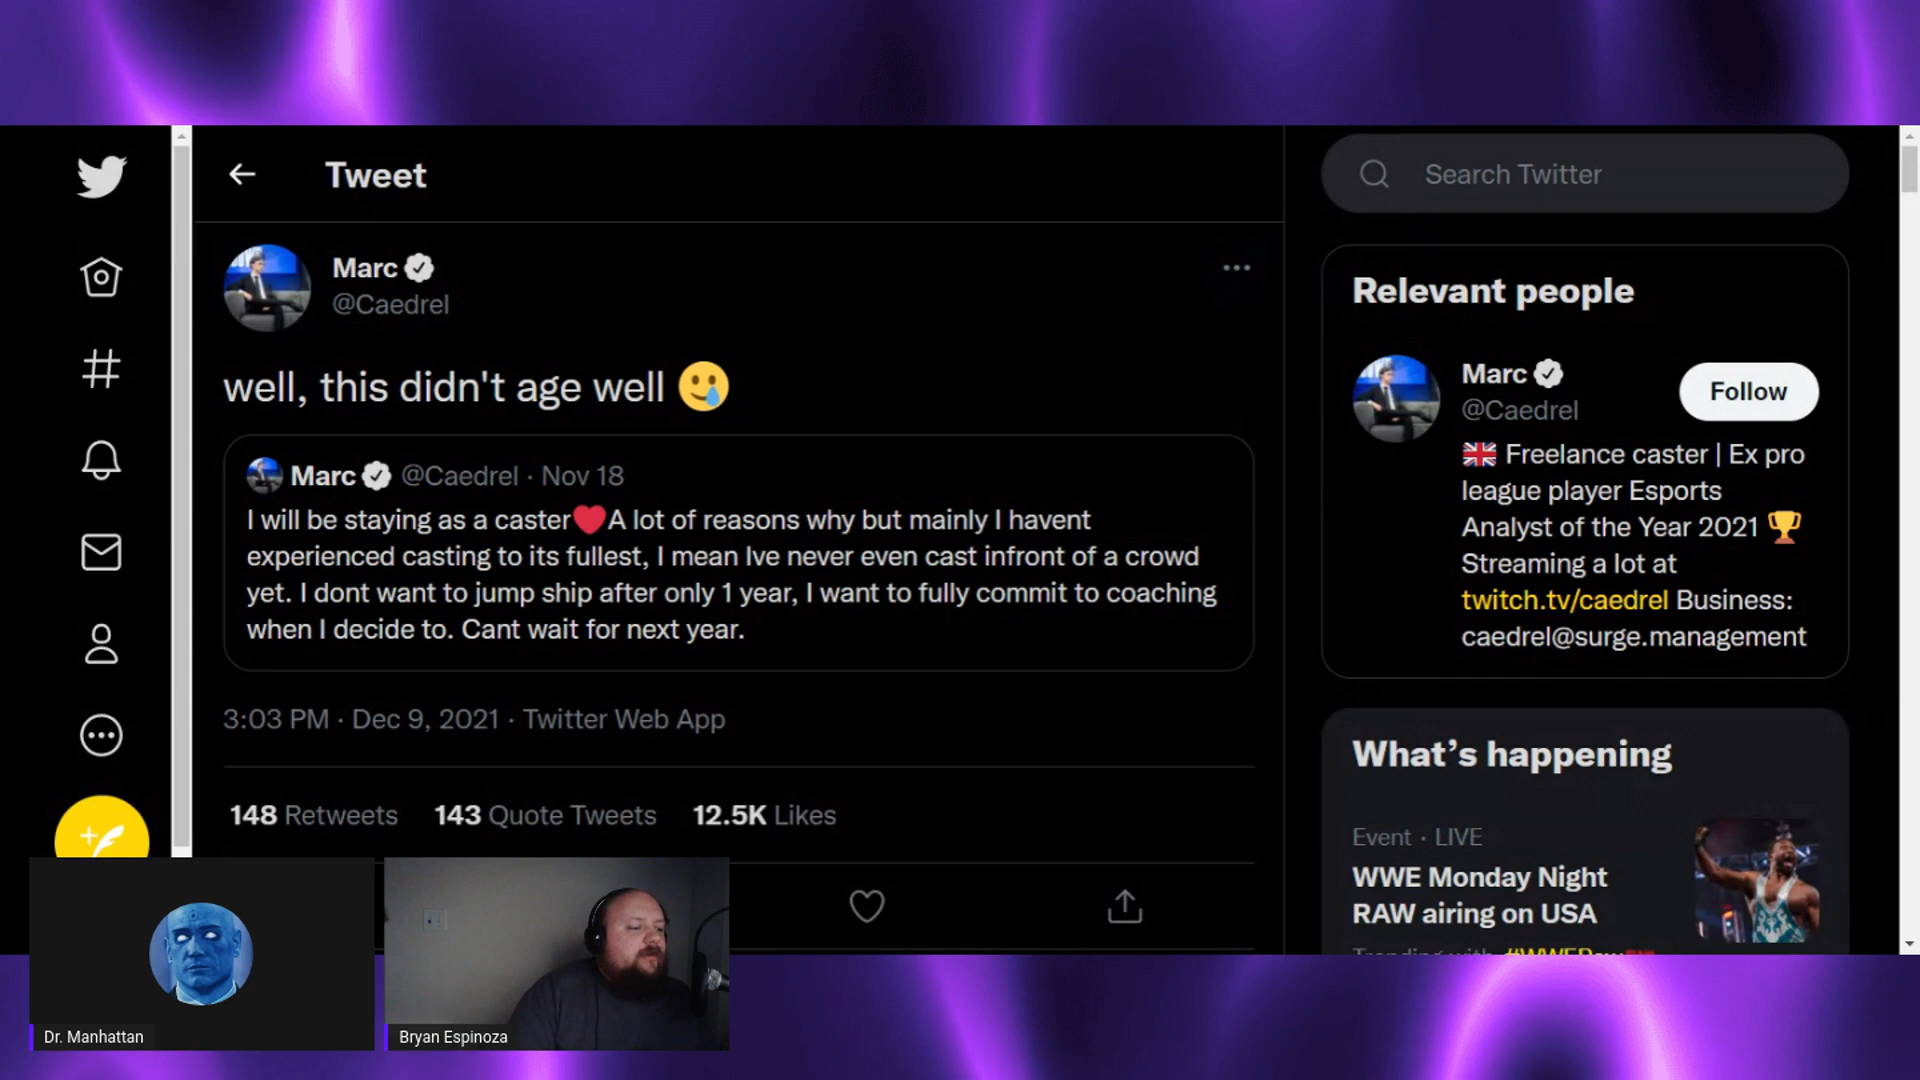 Tweet
Search Twitter
Marc
@Caedrel
well, this didn't age well 🥲
Marc @Caedrel · Nov 18
I will be staying as a caster❤️A lot of reasons why but mainly I havent
experienced casting to its fullest, I mean Ive never even cast infront of a crowd
yet. I dont want to jump ship after only 1 year, I want to fully commit to coaching
when I decide to. Cant wait for next year.
3:03 PM · Dec 9, 2021 · Twitter Web App
148 Retweets 143 Quote Tweets 12.5K Likes
Relevant people
Marc
@Caedrel
Follow
🇬🇧 Freelance caster | Ex pro
league player Esports
Analyst of the Year 2021 🏆
Streaming a lot at
twitch.tv/caedrel Business:
caedrel@surge.management
What's happening
Event · LIVE
WWE Monday Night
RAW airing on USA
Trending with #WWERaw
Dr. Manhattan
Bryan Espinoza